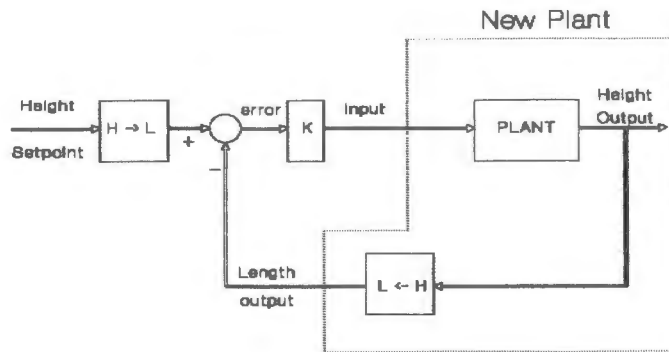 New Plant
Height
Setpoint
H → L
+
−
error
K
Input
PLANT
Height
Output
Length
output
L <- H